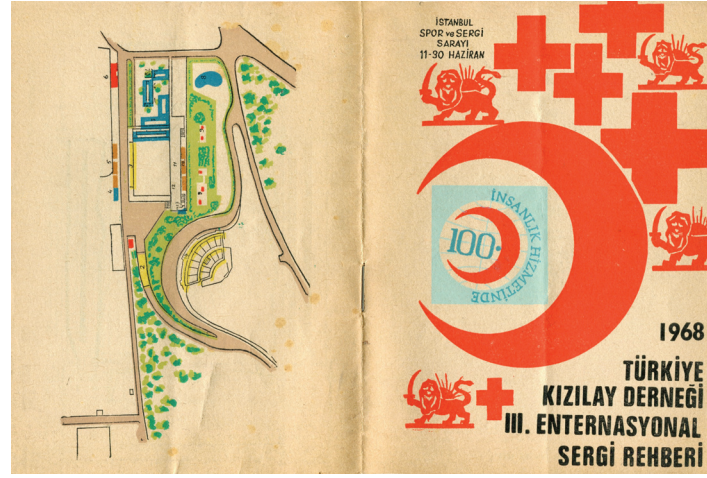 İSTANBUL
SPOR ve SERGİ
SARAYI
11-30 HAZİRAN
İNSANLIK HİZMETİNDE
100.
1968
TÜRKİYE
KIZILAY DERNEĞİ
III. ENTERNASYONAL
SERGİ REHBERİ